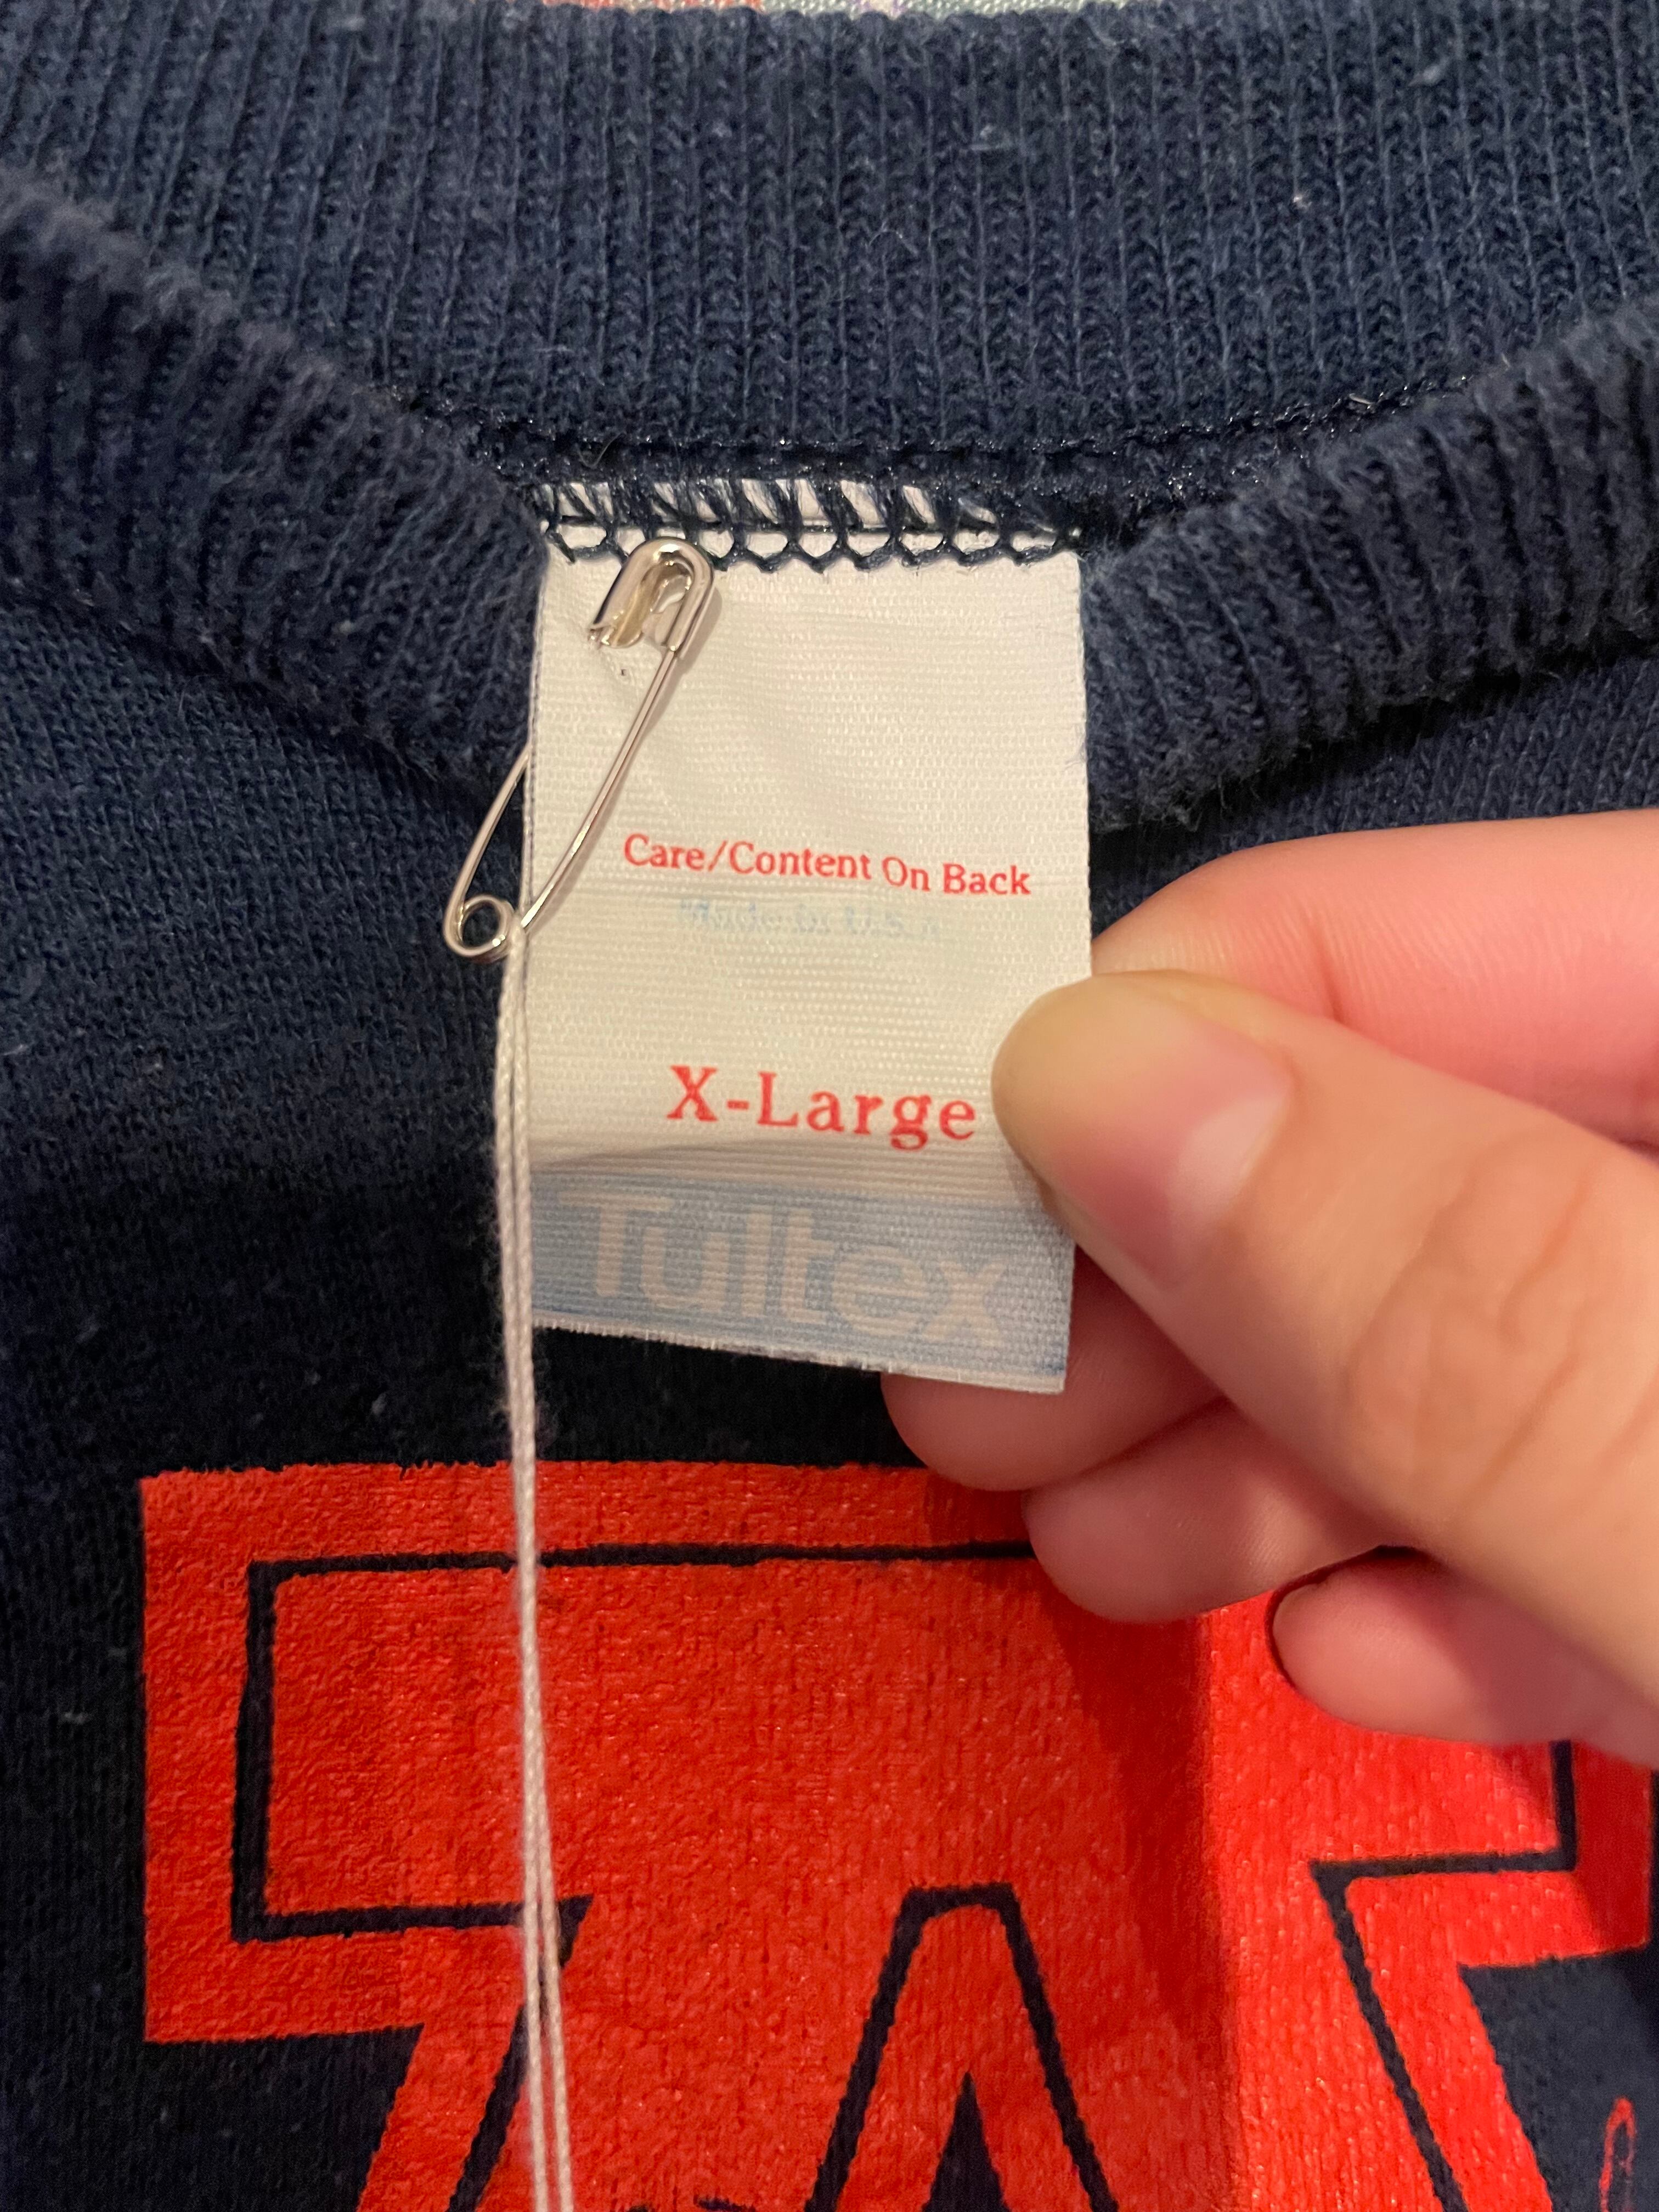 Care/Content On Back
X-Large
Tultex
A